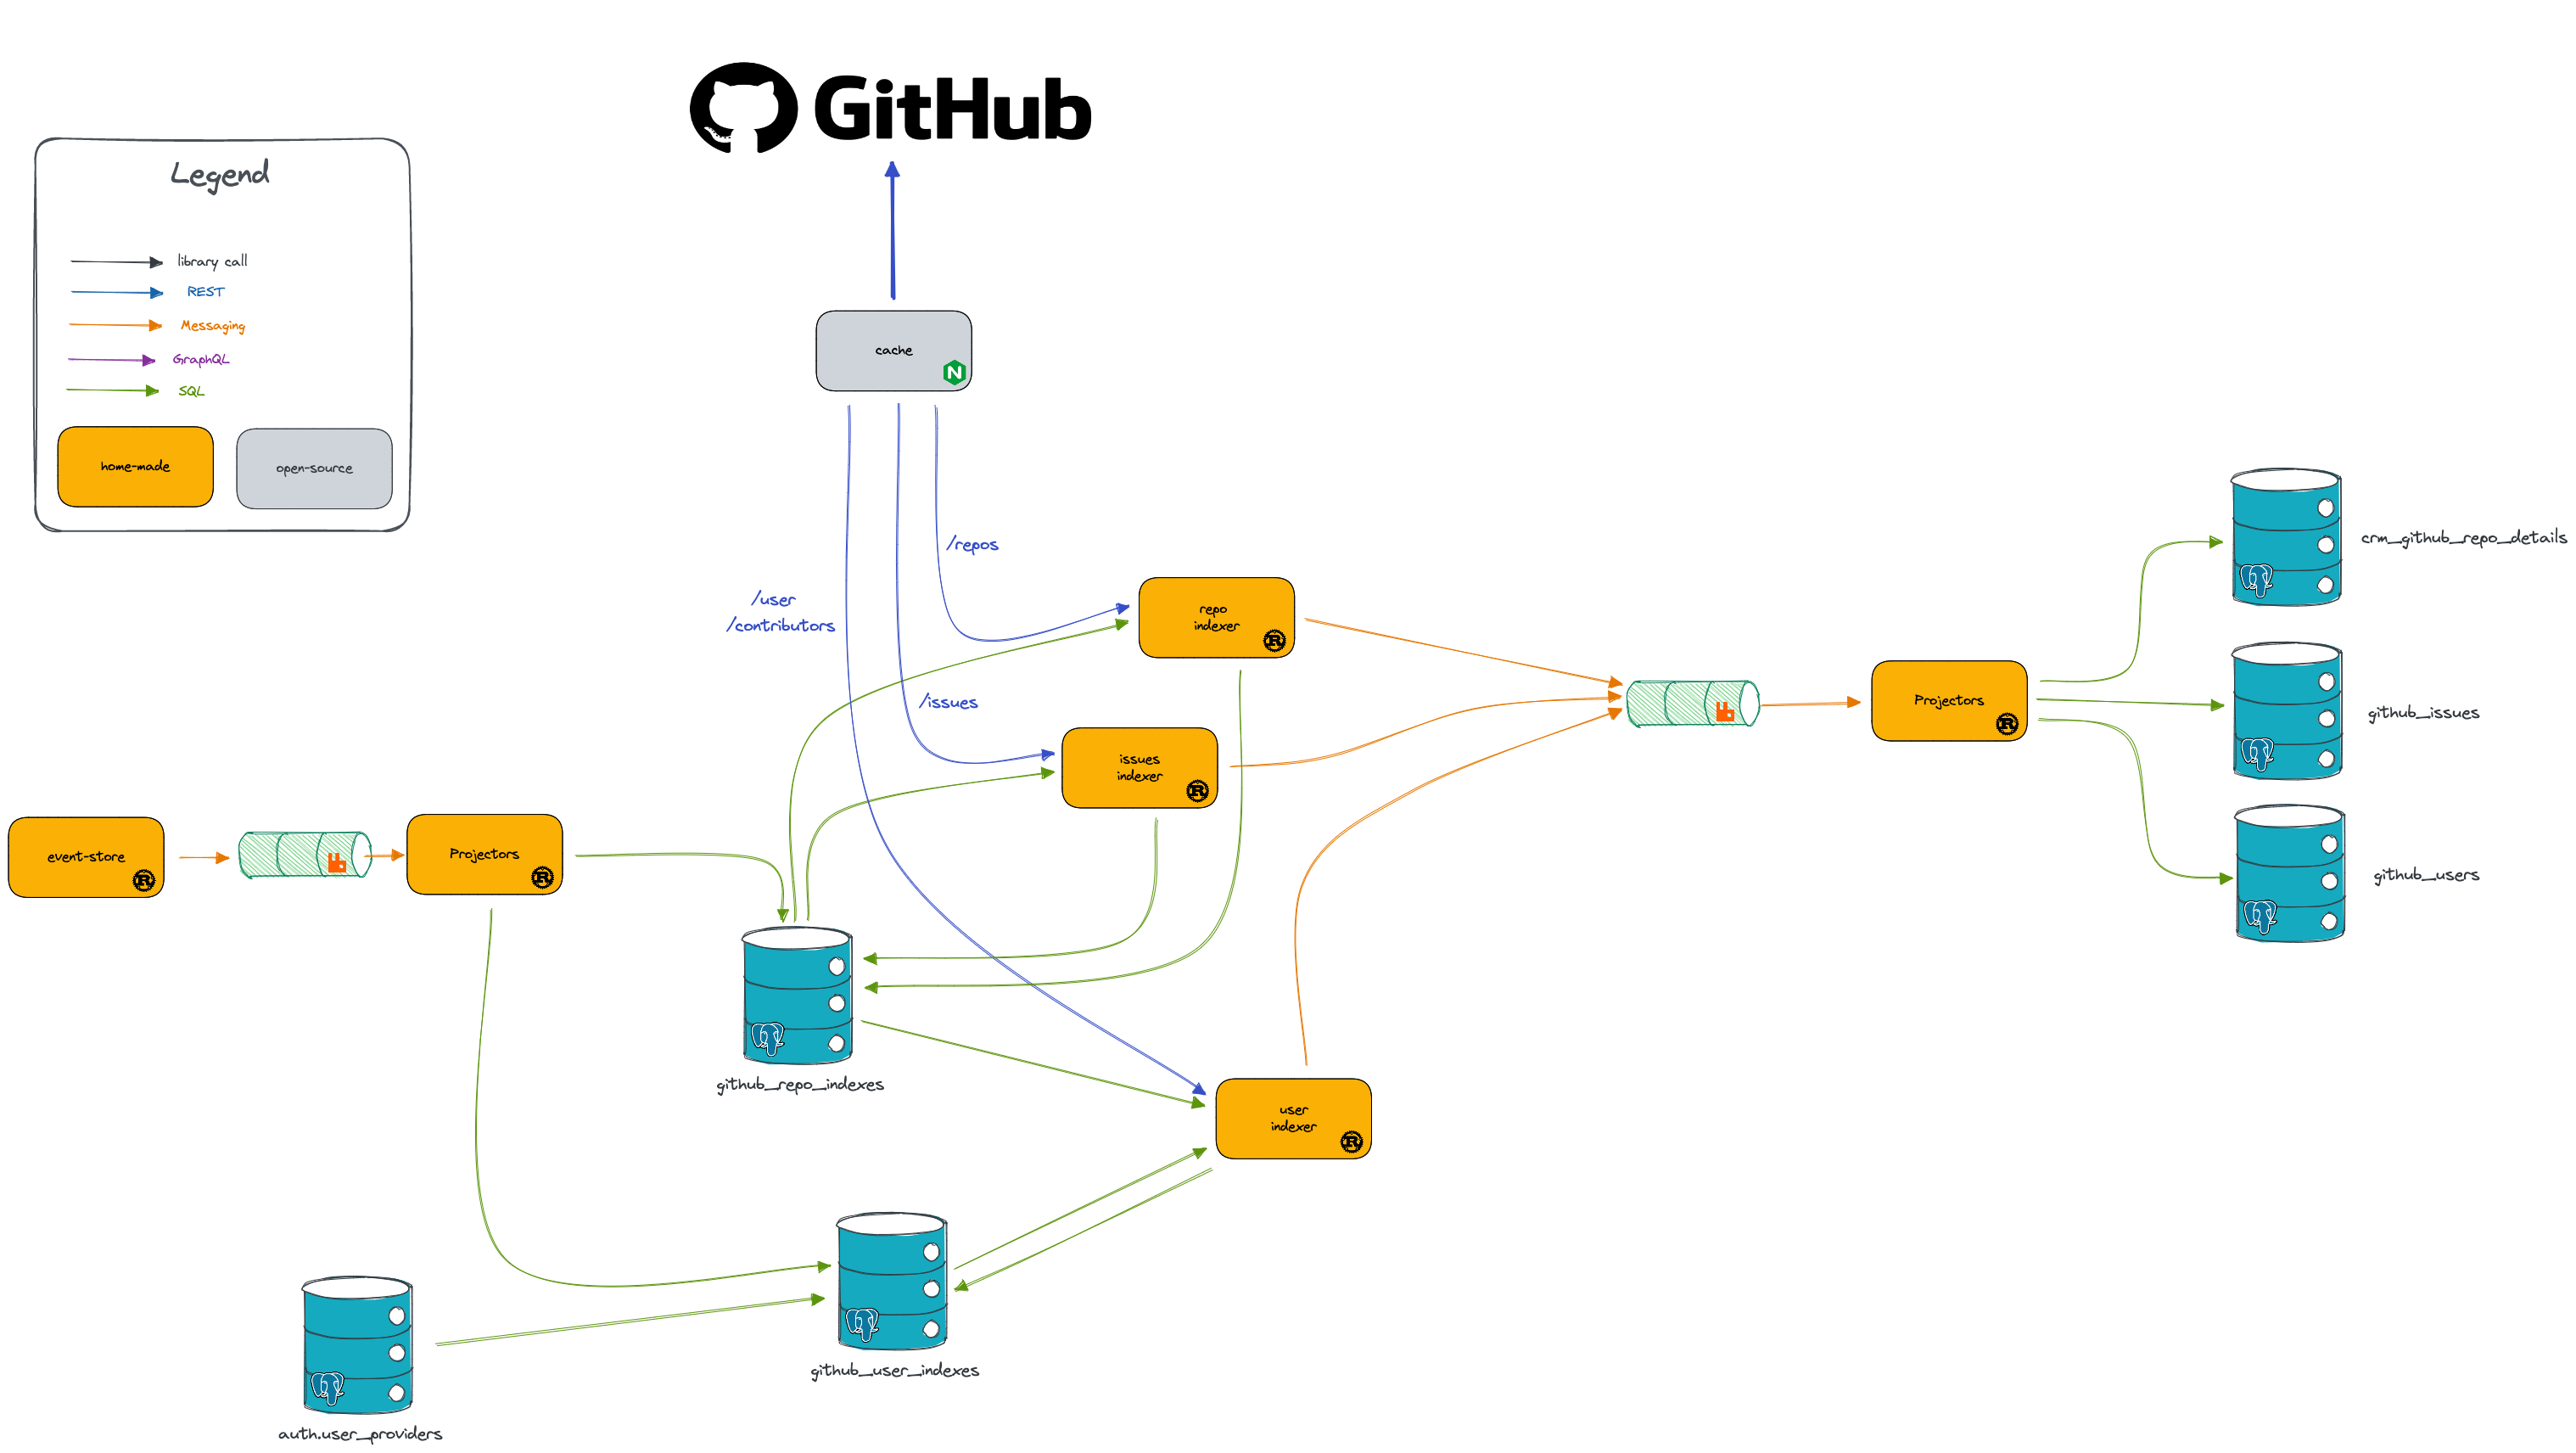 GitHub
Legend
library call
REST
Messaging
GraphQL
SQL
home-made
open-source
cache
/repos
/user
/contributors
/issues
repo
indexer
issues
indexer
crm_github_repo_details
Projectors
github_issues
github_users
event-store
Projectors
github_repo_indexes
user
indexer
github_user_indexes
auth.user_providers